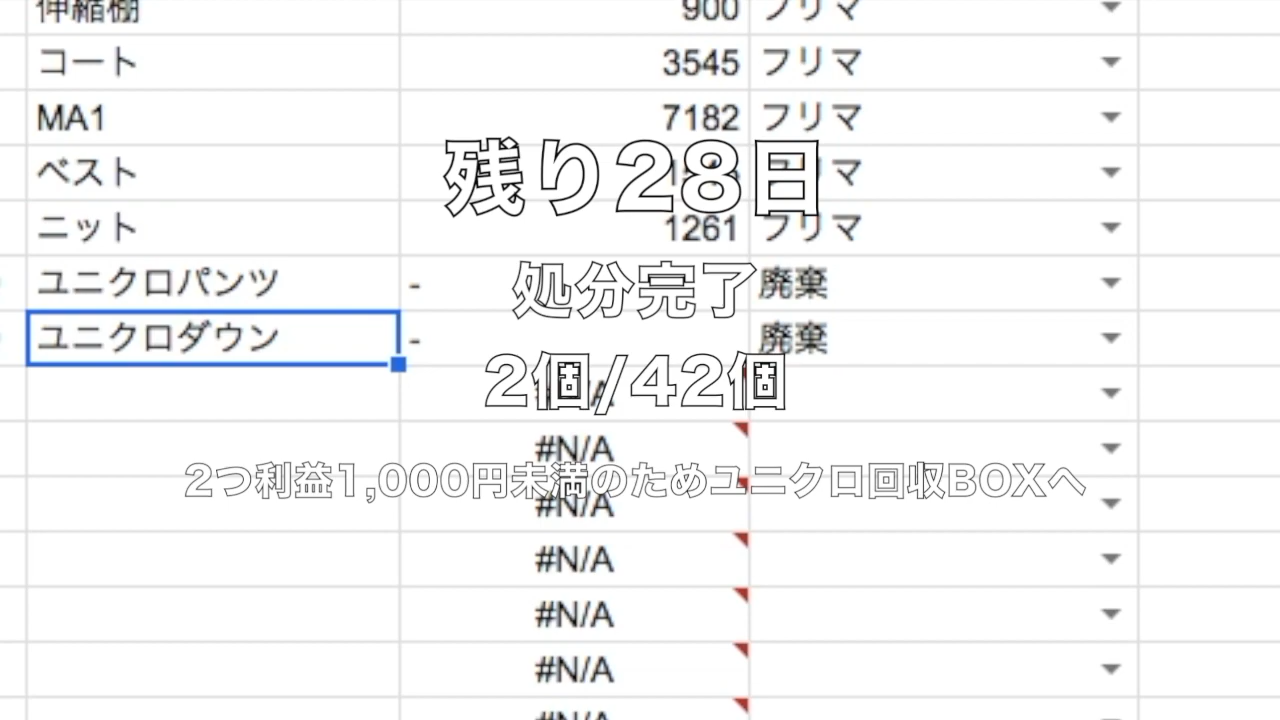 伸縮棚 900 フリマ
コート 3545 フリマ
MA1 7182 フリマ
残り28日
ベスト フリマ
ニット 1261 フリマ
処分完了
ユニクロパンツ - 廃棄
ユニクロダウン - 廃棄
2個/42個
#N/A
2つ利益1,000円未満のためユニクロ回収BOXへ
#N/A
#N/A
#N/A
#N/A
#N/A